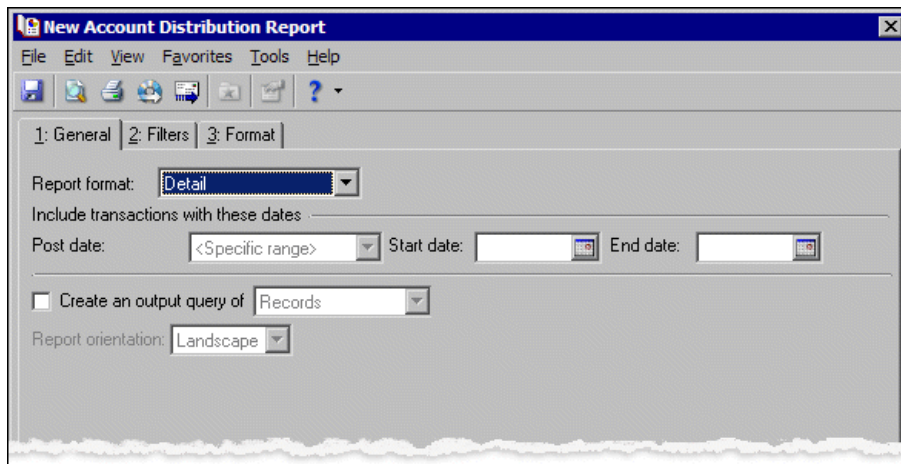 New Account Distribution Report
File Edit View Favorites Tools Help
?
1: General 2: Filters 3: Format
Report format: Detail
Include transactions with these dates
Post date: <Specific range> Start date: End date:
Create an output query of Records
Report orientation: Landscape